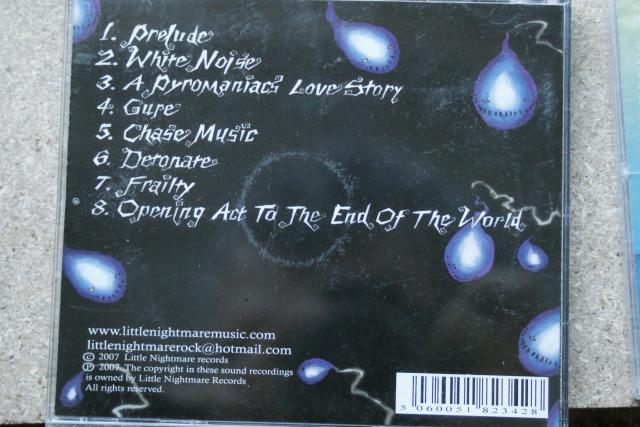 1. Prelude
2. White Noise
3. A Pyromaniacs Love Story
4. Gure
5. Chase Music
6. Detonate
7. Frailty
8. Opening Act To The End Of The World
www.littlenightmaremusic.com
littlenightmarerock@hotmail.com
© 2007 Little Nightmare records
℗ 2007 The copyright in these sound recordings
is owned by Little Nightmare Records
All rights reserved.
5 060051 823428